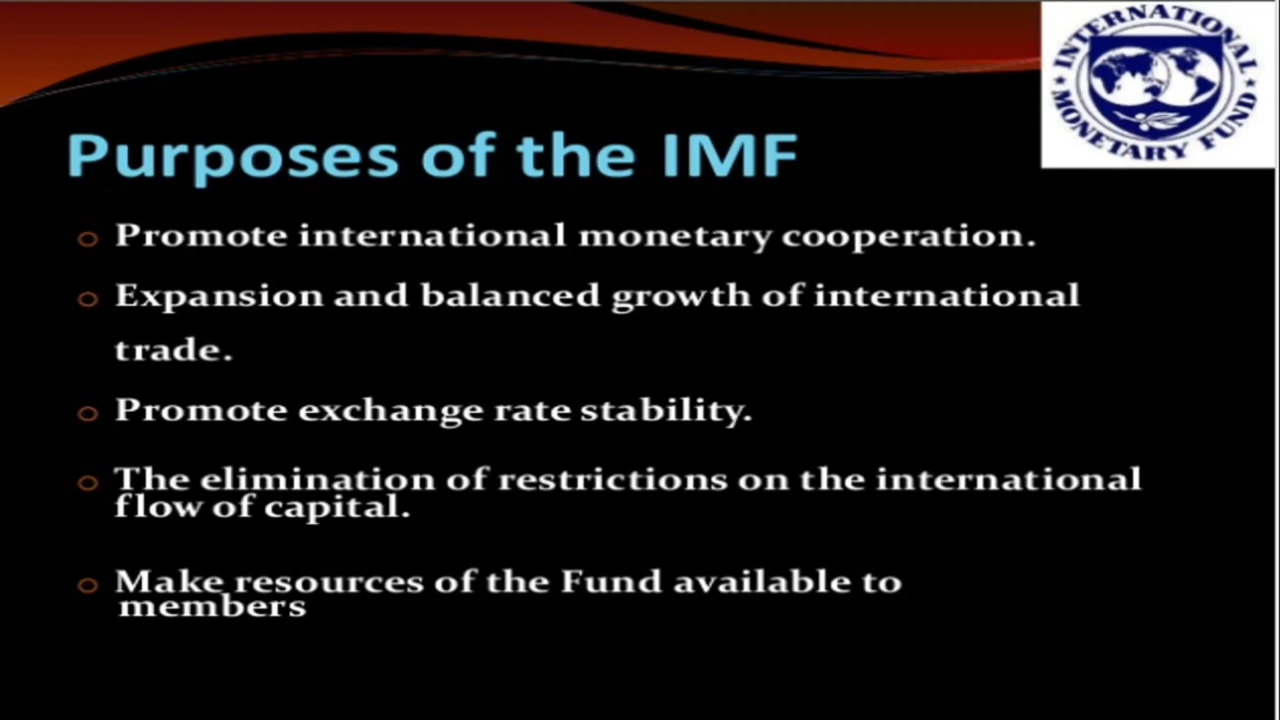 INTERNATIONAL MONETARY FUND
Purposes of the IMF
Promote international monetary cooperation.
Expansion and balanced growth of international
trade.
Promote exchange rate stability.
The elimination of restrictions on the international
flow of capital.
Make resources of the Fund available to
members